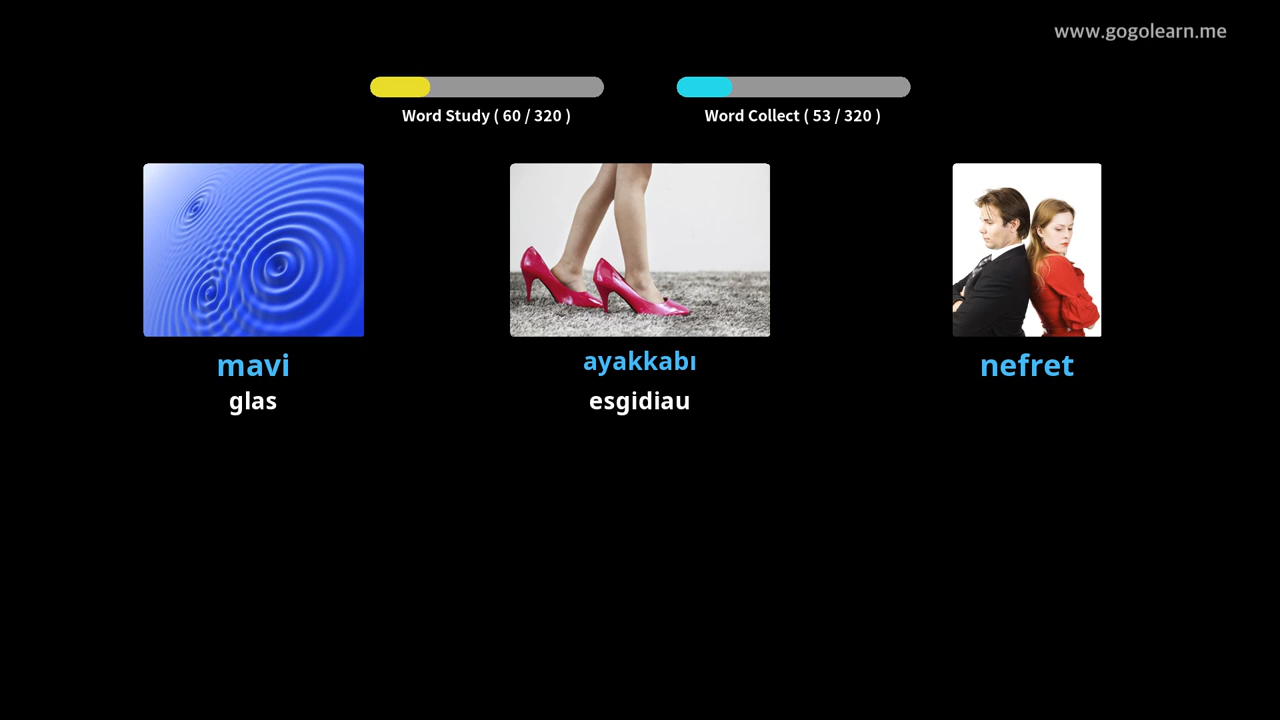 www.gogolearn.me
Word Study ( 60 / 320 )
Word Collect ( 53 / 320 )
mavi
glas
ayakkabı
esgidiau
nefret